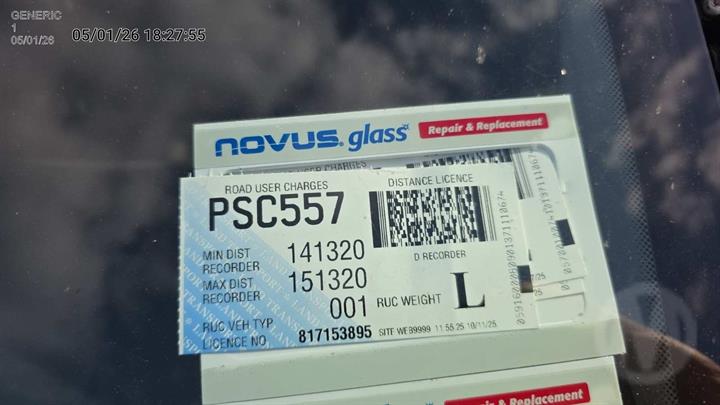 GENERIC
1
05/01/26
05/01/26 18:27:55
novus glass Repair & Replacement
ROAD USER CHARGES
DISTANCE LICENCE
PSC557
MIN DIST RECORDER 141320
MAX DIST RECORDER 151320
D RECORDER
RUC VEH TYP 001
RUC WEIGHT L
LICENCE NO. 817153895
SITE WEB9999 11 55 25 10/11/25
Repair & Replacement